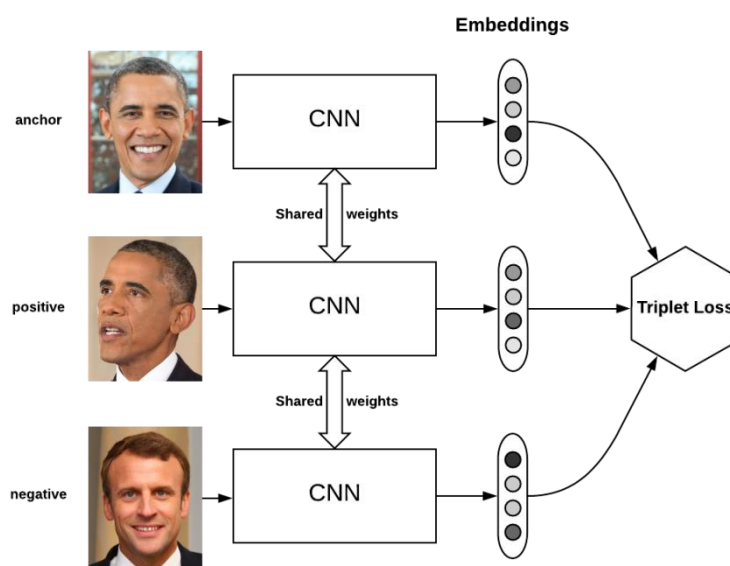 Embeddings
anchor
CNN
Shared weights
positive
CNN
Triplet Loss
Shared weights
negative
CNN